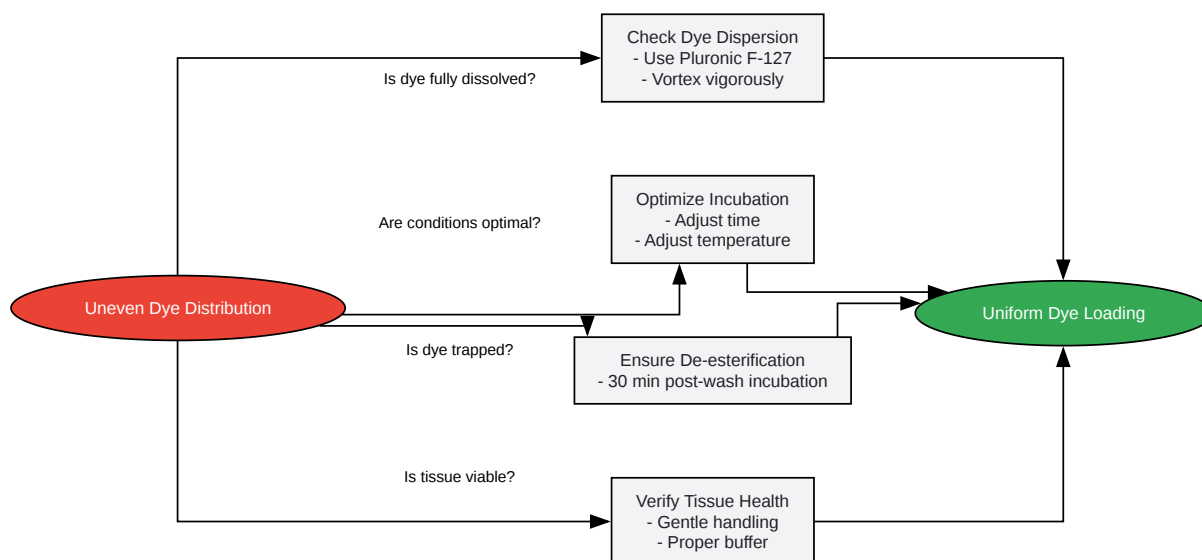 Check Dye Dispersion
- Use Pluronic F-127
- Vortex vigorously
Is dye fully dissolved?
Optimize Incubation
- Adjust time
- Adjust temperature
Are conditions optimal?
Uneven Dye Distribution
Uniform Dye Loading
Is dye trapped?
Ensure De-esterification
- 30 min post-wash incubation
Is tissue viable?
Verify Tissue Health
- Gentle handling
- Proper buffer